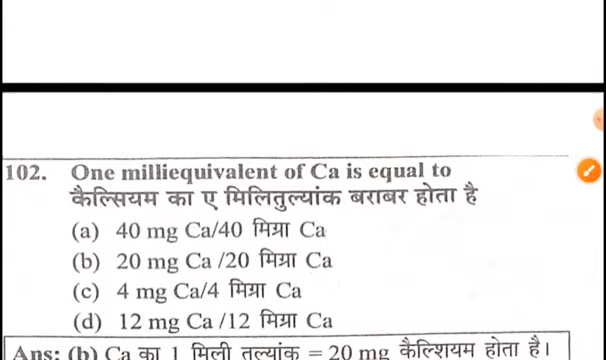 102. One milliequivalent of Ca is equal to
कैल्सियम का ए मिलितुल्यांक बराबर होता है
(a) 40 mg Ca/40 मिग्रा Ca
(b) 20 mg Ca /20 मिग्रा Ca
(c) 4 mg Ca/4 मिग्रा Ca
(d) 12 mg Ca /12 मिग्रा Ca
Ans: (b) Ca का 1 मिली तुल्यांक = 20 mg कैल्शियम होता है।